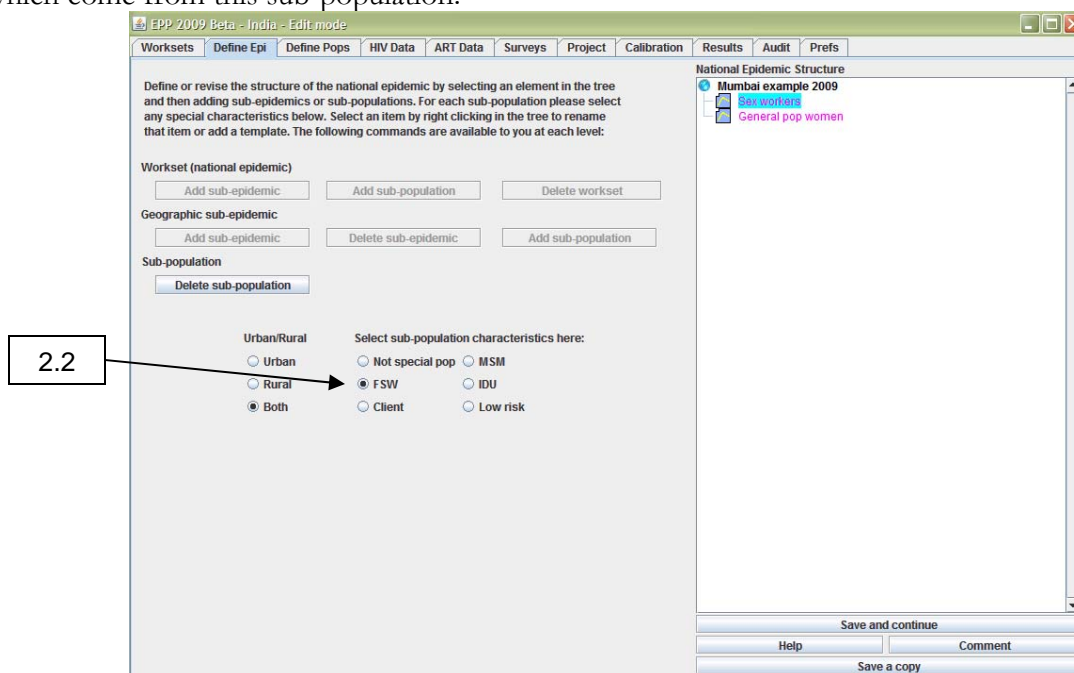 which come from this sub-population.
EPP 2009 Beta - India - Edit mode
Worksets Define Epi Define Pops HIV Data ART Data Surveys Project Calibration Results Audit Prefs
National Epidemic Structure
Define or revise the structure of the national epidemic by selecting an element in the tree
and then adding sub-epidemics or sub-populations. For each sub-population please select
any special characteristics below. Select an item by right clicking in the tree to rename
that item or add a template. The following commands are available to you at each level:
Mumbai example 2009
Sex workers
General pop women
Workset (national epidemic)
Add sub-epidemic Add sub-population Delete workset
Geographic sub-epidemic
Add sub-epidemic Delete sub-epidemic Add sub-population
Sub-population
Delete sub-population
Urban/Rural Select sub-population characteristics here:
Urban Not special pop MSM
2.2
Rural FSW IDU
Both Client Low risk
Save and continue
Help Comment
Save a copy